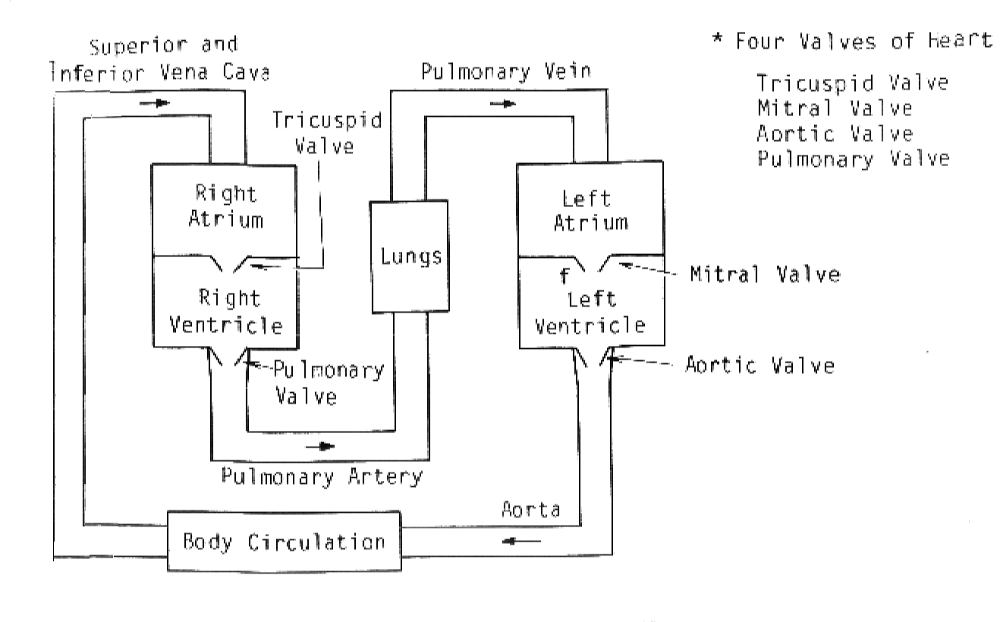 Superior and
Inferior Vena Cava
Pulmonary Vein
* Four Valves of Heart
Tricuspid Valve
Mitral Valve
Aortic Valve
Pulmonary Valve
Tricuspid
Valve
Right
Atrium
Lungs
Left
Atrium
Mitral Valve
f
Right
Ventricle
Left
Ventricle
Pulmonary
Valve
Aortic Valve
Pulmonary Artery
Aorta
Body Circulation